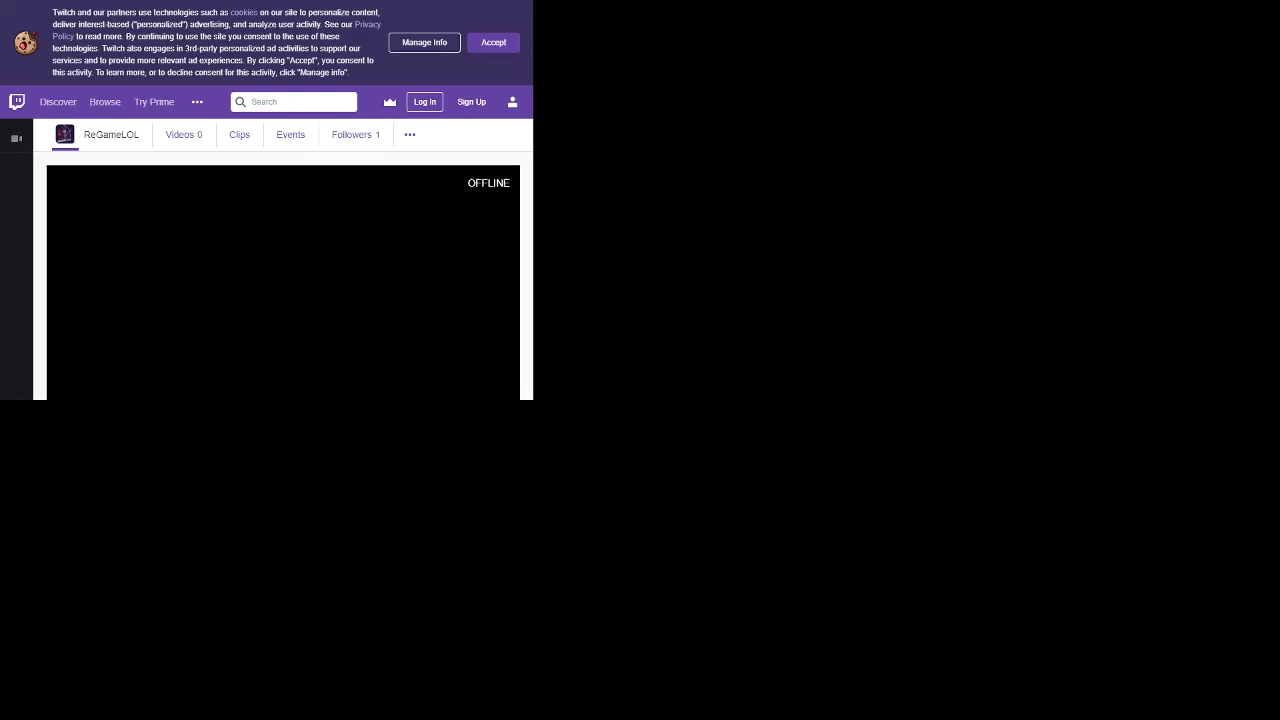 Twitch and our partners use technologies such as cookies on our site to personalize content,
deliver interest-based ("personalized") advertising, and analyze user activity. See our Privacy
Policy to read more. By continuing to use the site you consent to the use of these
technologies. Twitch also engages in 3rd-party personalized ad activities to support our
services and to provide more relevant ad experiences. By clicking "Accept", you consent to
this activity. To learn more, or to decline consent for this activity, click "Manage info".
Manage Info Accept
Discover Browse Try Prime ••• Search Log In Sign Up
ReGameLOL Videos 0 Clips Events Followers 1 •••
OFFLINE